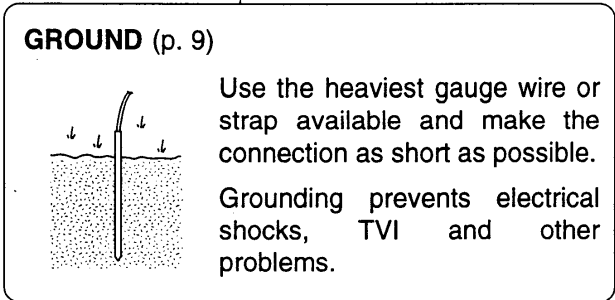 GROUND (p. 9)
Use the heaviest gauge wire or
strap available and make the
connection as short as possible.
Grounding prevents electrical
shocks, TVI and other
problems.